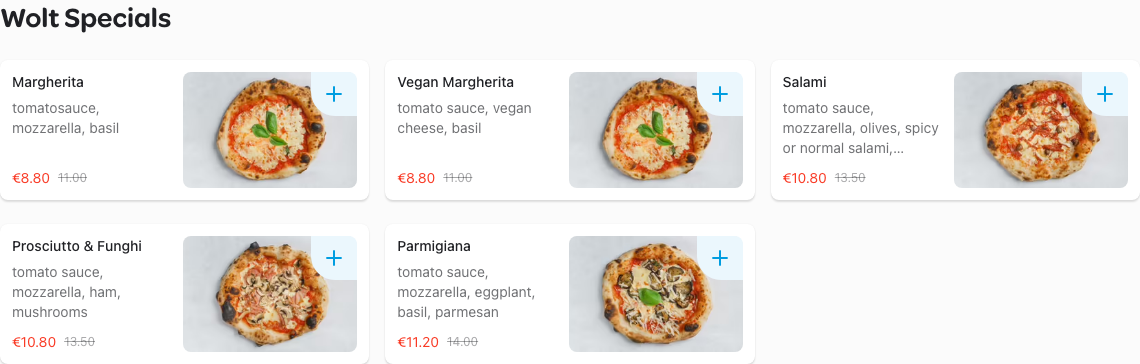 Wolt Specials
Margherita
tomatosauce,
mozzarella, basil
€8.80 11.00
Vegan Margherita
tomato sauce, vegan
cheese, basil
€8.80 11.00
Salami
tomato sauce,
mozzarella, olives, spicy
or normal salami,...
€10.80 13.50
Prosciutto & Funghi
tomato sauce,
mozzarella, ham,
mushrooms
€10.80 13.50
Parmigiana
tomato sauce,
mozzarella, eggplant,
basil, parmesan
€11.20 14.00